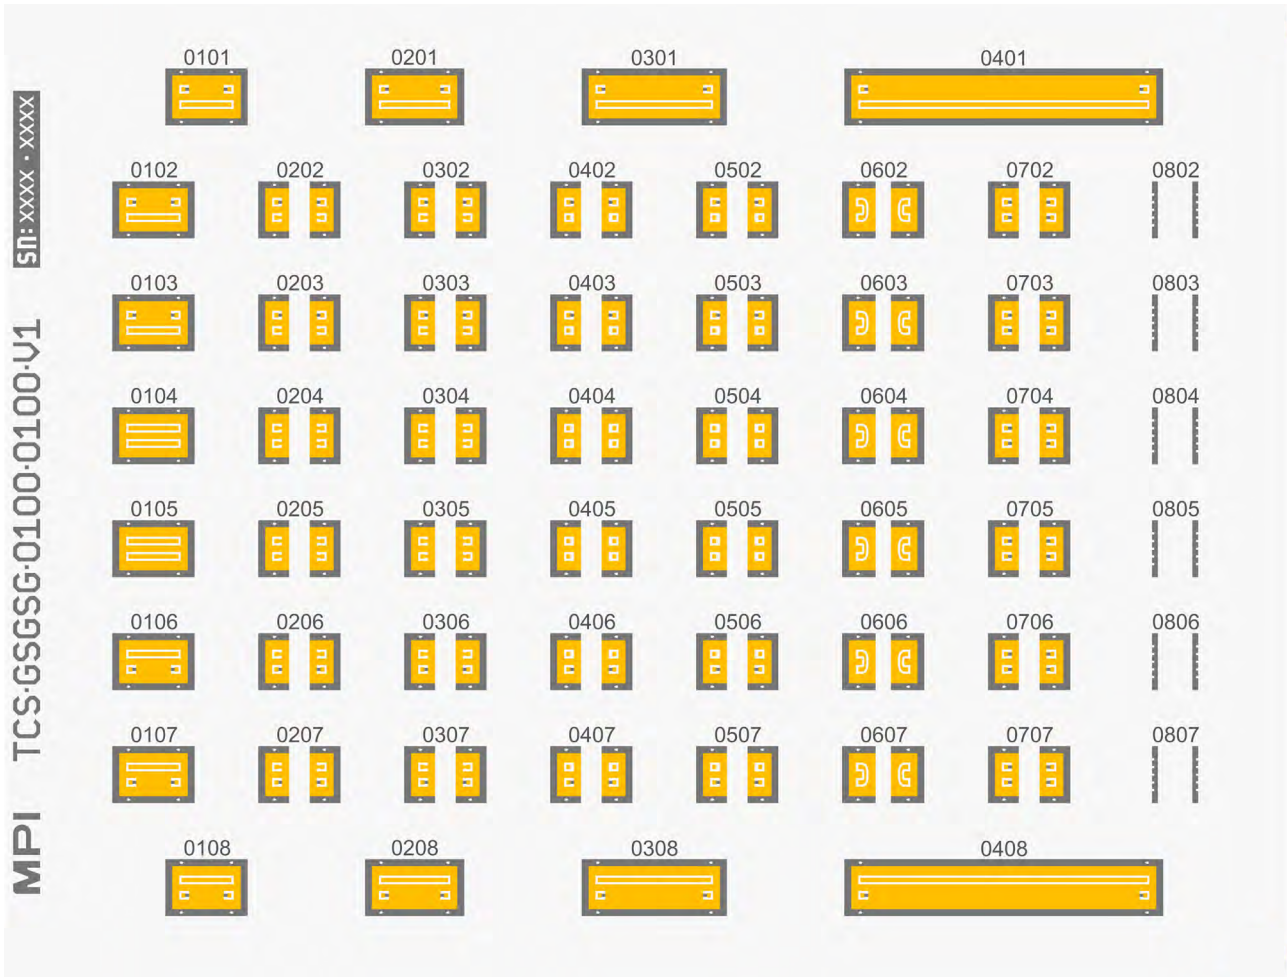 0101 0201 0301 0401
0102 0202 0302 0402 0502 0602 0702 0802
0103 0203 0303 0403 0503 0603 0703 0803
0104 0204 0304 0404 0504 0604 0704 0804
0105 0205 0305 0405 0505 0605 0705 0805
0106 0206 0306 0406 0506 0606 0706 0806
0107 0207 0307 0407 0507 0607 0707 0807
0108 0208 0308 0408
MPI TCS·GSGSG·0100·0100·V1 sn:xxxx·xxxx